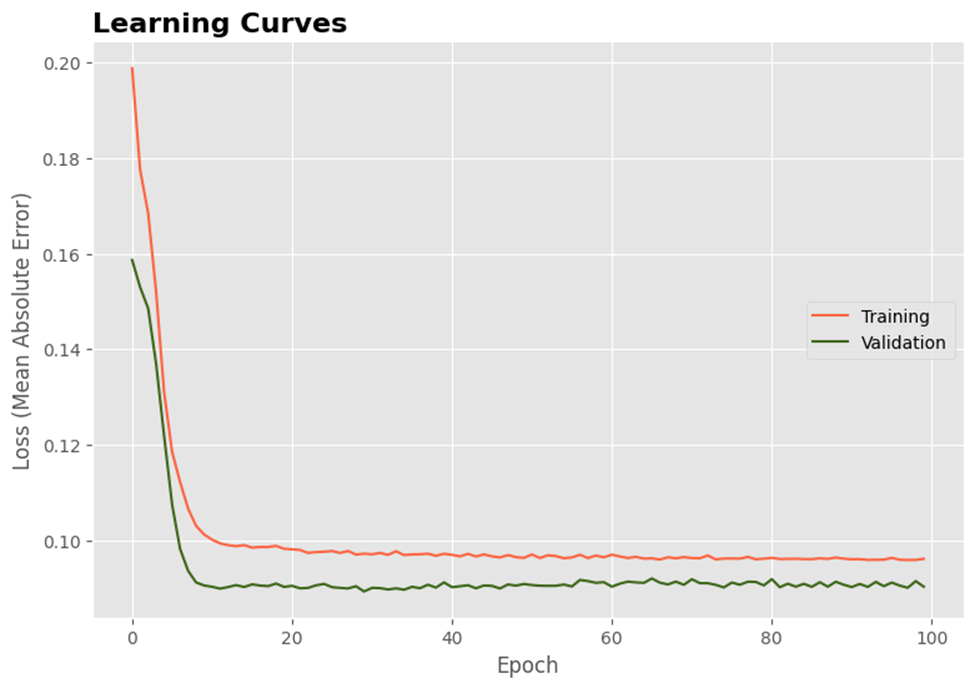 Learning Curves
0.20
0.18
0.16
0.14
0.12
0.10
Loss (Mean Absolute Error)
Training
Validation
0 20 40 60 80 100
Epoch